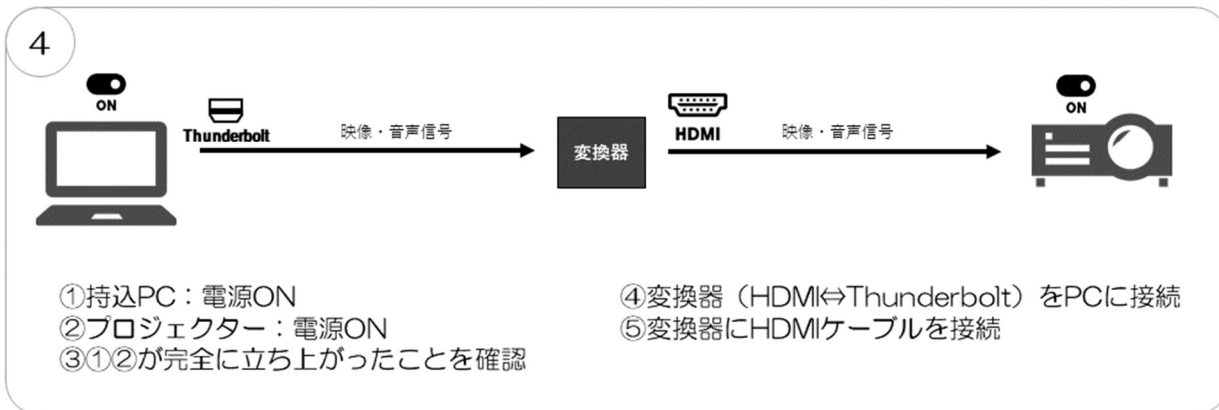 4
ON
Thunderbolt
映像・音声信号
変換器
HDMI
映像・音声信号
ON
①持込PC：電源ON
②プロジェクター：電源ON
③①②が完全に立ち上がったことを確認
④変換器（HDMI⇔Thunderbolt）をPCに接続
⑤変換器にHDMIケーブルを接続